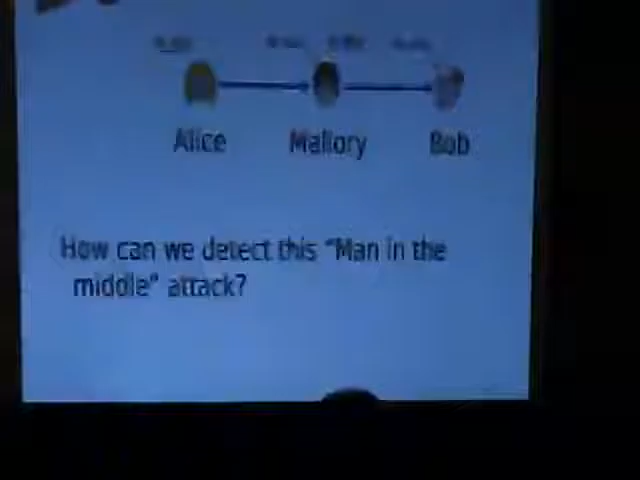 Alice Mallory Bob
How can we detect this "Man in the
middle" attack?